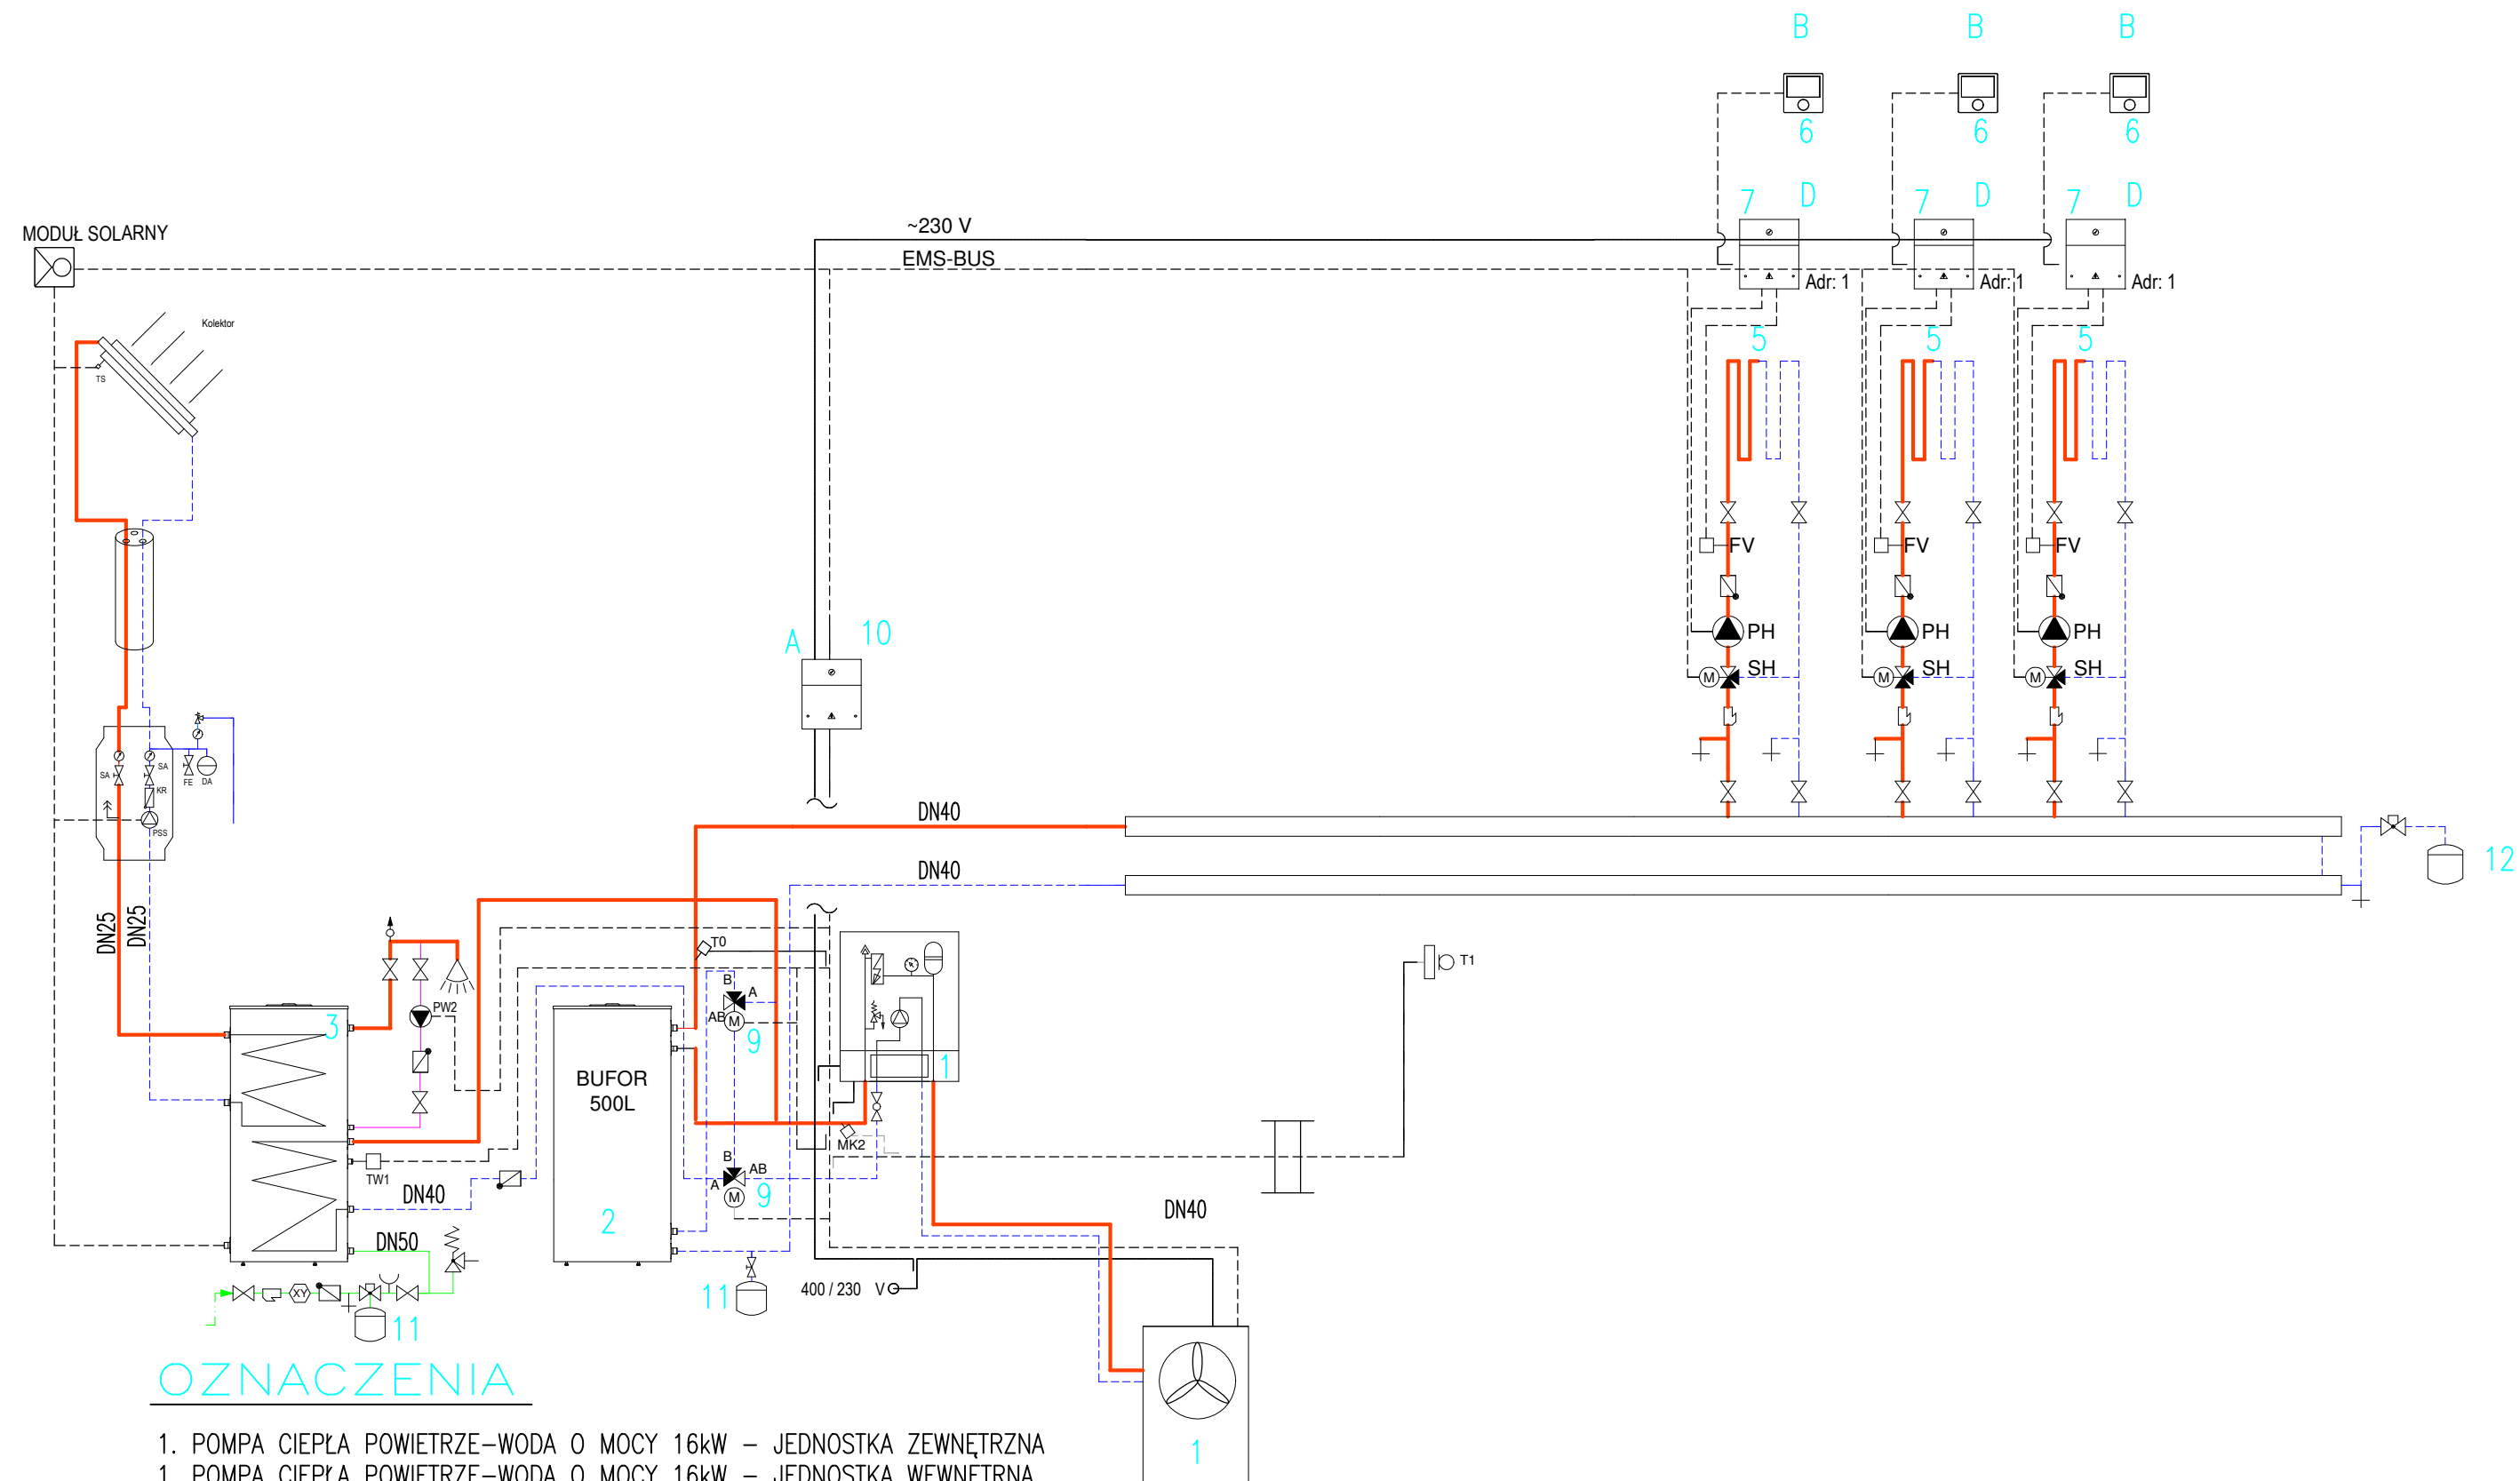 B B B
6 6 6
7 D 7 D 7 D
~230 V
MODUŁ SOLARNY
EMS-BUS
Adr: 1 Adr: 1 Adr: 1
Kolektor
5 5 5
TS
FV FV FV
A 10
PH PH PH
SH SH SH
M M M
SA SA
FE DA
KR
PSS
DN40
DN40
12
DN25 DN25
T0
T1
B A
PW2
AB M
3
9
1
BUFOR
500L
MK2
B AB
TW1
A M 9
DN40
2
DN40
DN50
400 / 230 V
XY
11
11
OZNACZENIA
1. POMPA CIEPŁA POWIETRZE-WODA O MOCY 16kW - JEDNOSTKA ZEWNĘTRZNA
1
1. POMPA CIEPŁA POWIETRZE-WODA O MOCY 16kW - JEDNOSTKA WEWNĘTRNA